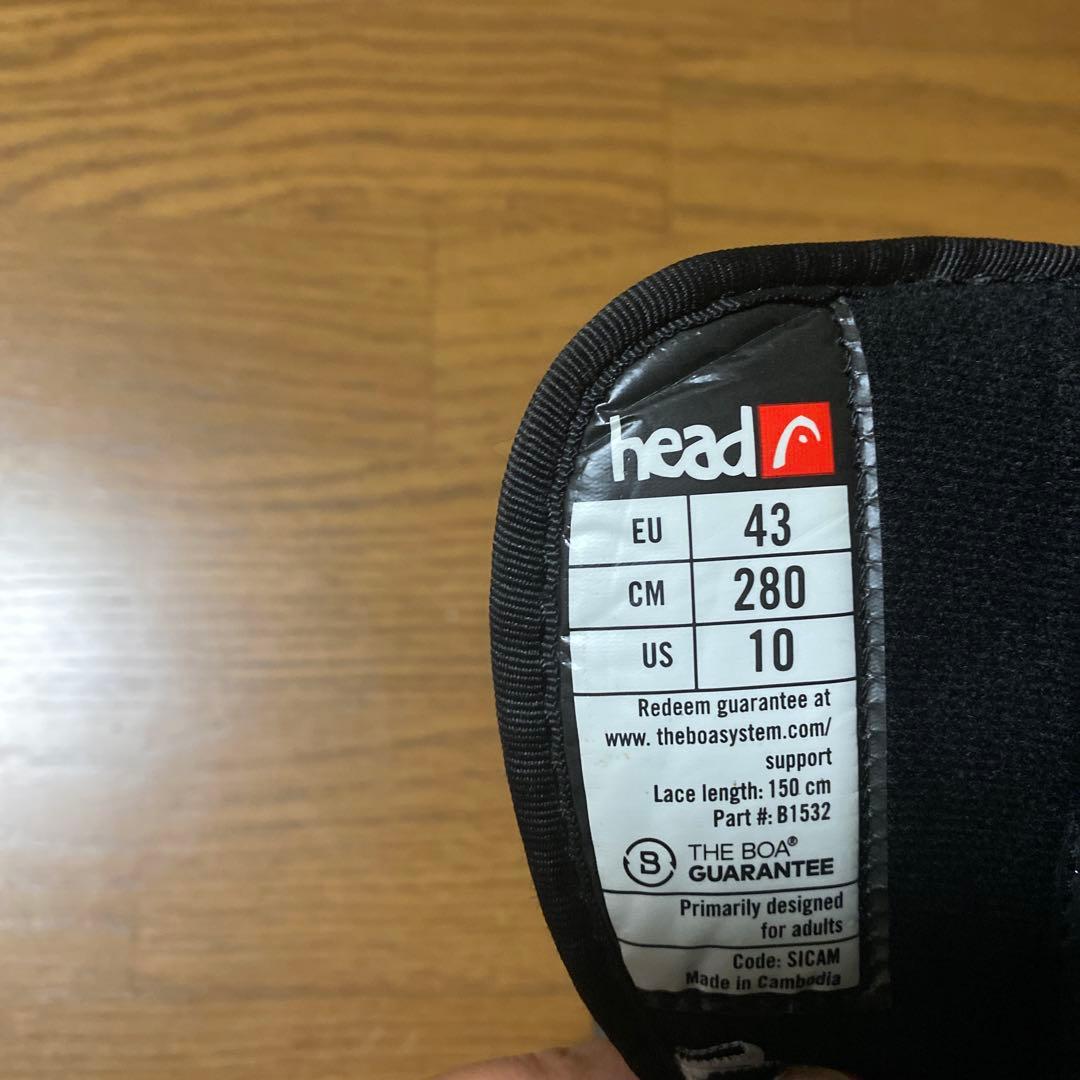 head
EU 43
CM 280
US 10
Redeem guarantee at
www. theboasystem.com/
support
Lace length: 150 cm
Part #: B1532
B THE BOA®
GUARANTEE
Primarily designed
for adults
Code: SICAM
Made in Cambodia